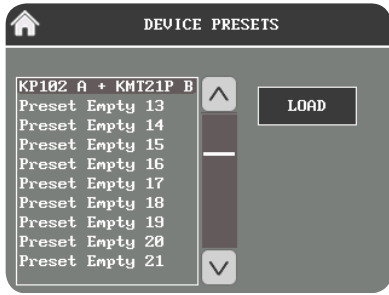 DEVICE PRESETS
KP102 A + KMT21P B
Preset Empty 13
Preset Empty 14
Preset Empty 15
Preset Empty 16
Preset Empty 17
Preset Empty 18
Preset Empty 19
Preset Empty 20
Preset Empty 21
LOAD